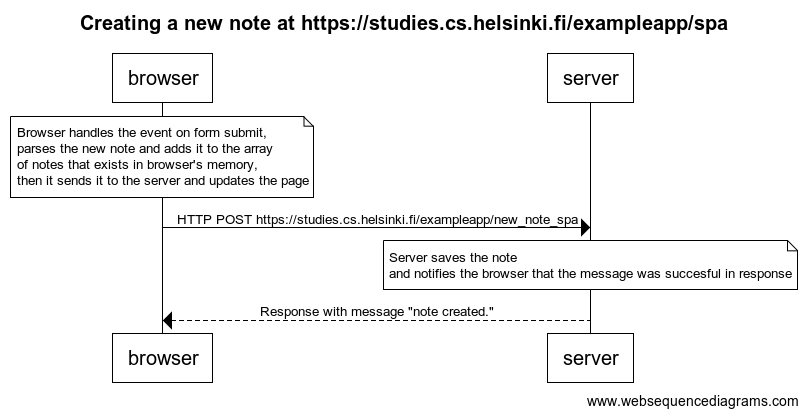 Creating a new note at https://studies.cs.helsinki.fi/exampleapp/spa
browser
server
Browser handles the event on form submit,
parses the new note and adds it to the array
of notes that exists in browser's memory,
then it sends it to the server and updates the page
HTTP POST https://studies.cs.helsinki.fi/exampleapp/new_note_spa
Server saves the note
and notifies the browser that the message was succesful in response
Response with message "note created."
browser
server
www.websequencediagrams.com